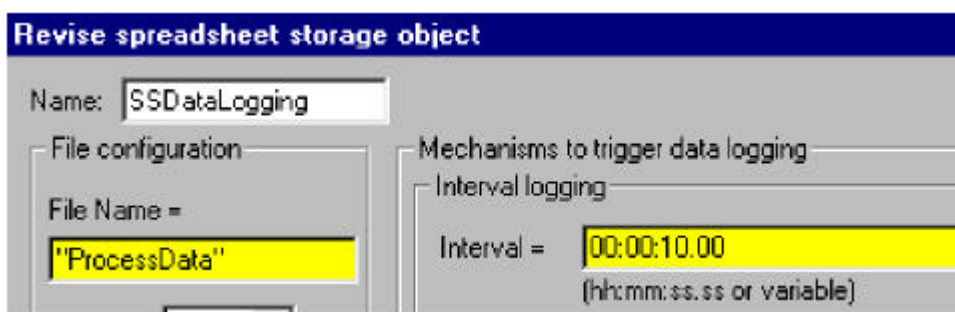 Revise spreadsheet storage object
Name: SSDataLogging
File configuration
File Name =
"ProcessData"
Mechanisms to trigger data logging
Interval logging
Interval = 00:00:10.00
(hh:mm:ss.ss or variable)